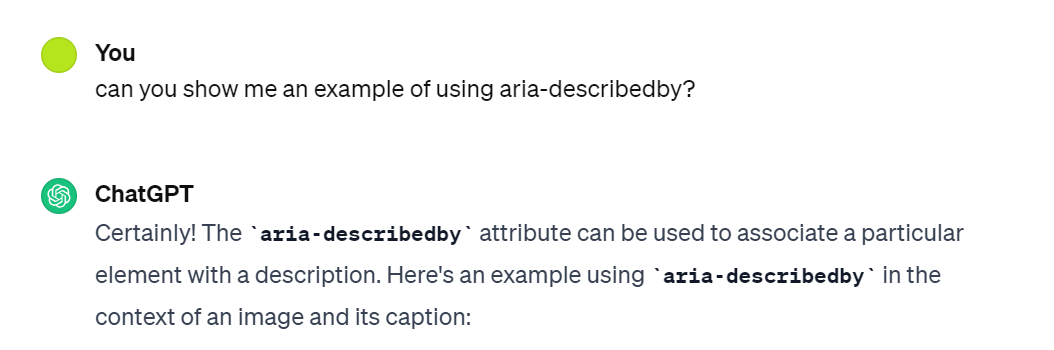 You
can you show me an example of using aria-describedby?
ChatGPT
Certainly! The `aria-describedby` attribute can be used to associate a particular
element with a description. Here's an example using `aria-describedby` in the
context of an image and its caption: